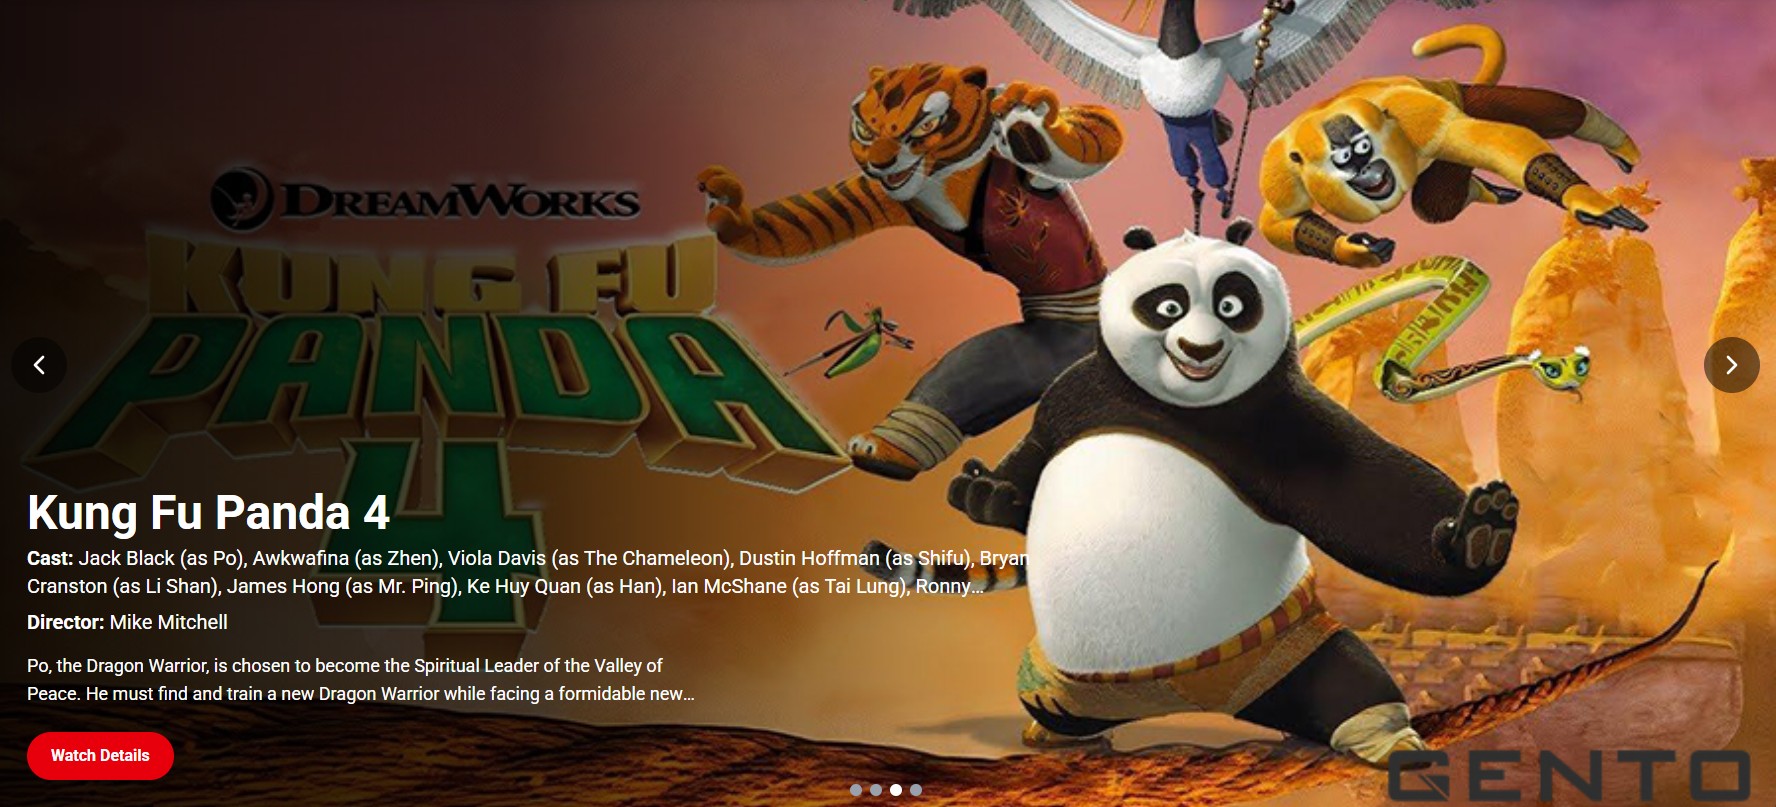 DREAMWORKS
KUNG FU
PANDA
4
Kung Fu Panda 4
Cast: Jack Black (as Po), Awkwafina (as Zhen), Viola Davis (as The Chameleon), Dustin Hoffman (as Shifu), Bryan
Cranston (as Li Shan), James Hong (as Mr. Ping), Ke Huy Quan (as Han), Ian McShane (as Tai Lung), Ronny...
Director: Mike Mitchell
Po, the Dragon Warrior, is chosen to become the Spiritual Leader of the Valley of
Peace. He must find and train a new Dragon Warrior while facing a formidable new...
Watch Details
GENTO